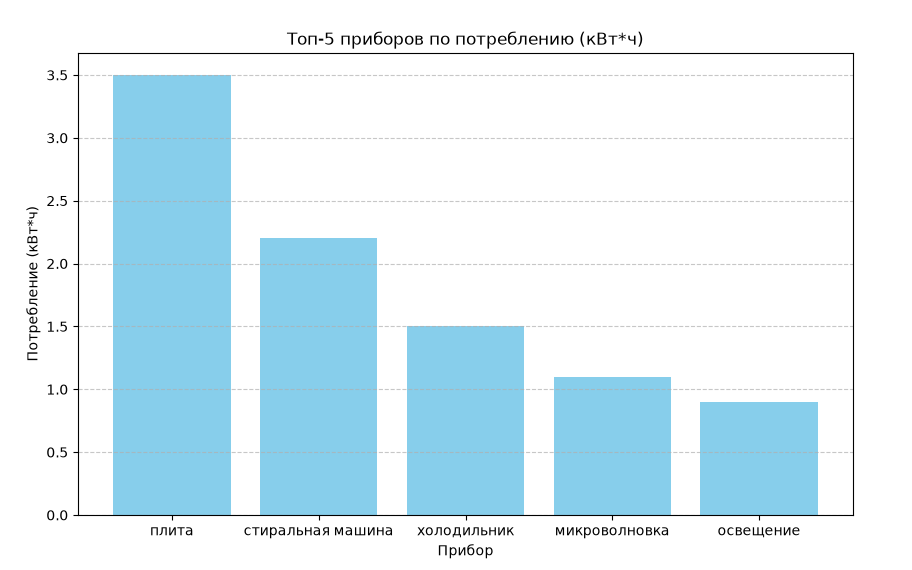 Топ-5 приборов по потреблению (кВт*ч)
Потребление (кВт*ч)
3.5
3.0
2.5
2.0
1.5
1.0
0.5
0.0
плита стиральная машина холодильник микроволновка освещение
Прибор